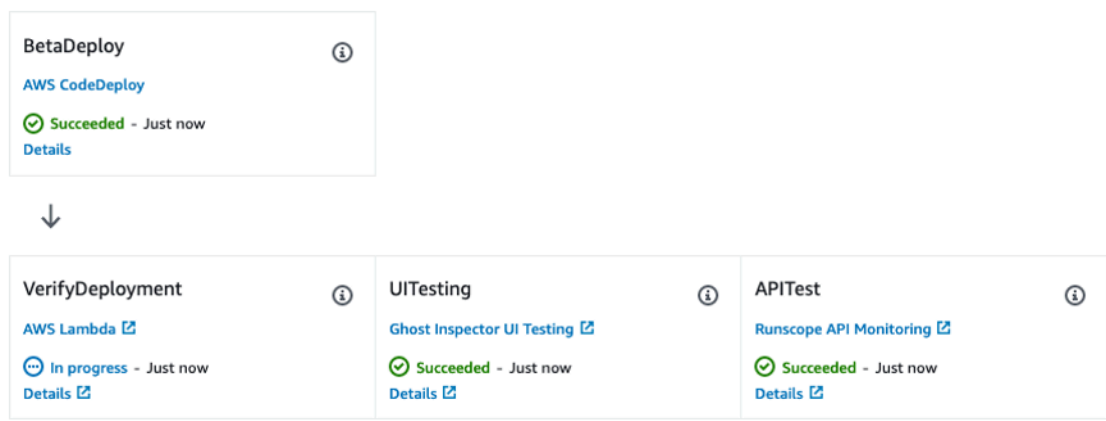 BetaDeploy
AWS CodeDeploy
Succeeded - Just now
Details
VerifyDeployment
AWS Lambda
In progress - Just now
Details
UITesting
Ghost Inspector UI Testing
Succeeded - Just now
Details
APITest
Runscope API Monitoring
Succeeded - Just now
Details